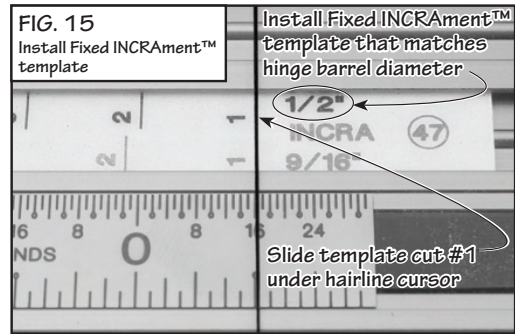 FIG. 15
Install Fixed INCRAment™
template
Install Fixed INCRAment™
template that matches
hinge barrel diameter
2 1 1/2"
INCRA 47
2 1 9/16"
16 8 8 16 24
NDS 0
Slide template cut #1
under hairline cursor